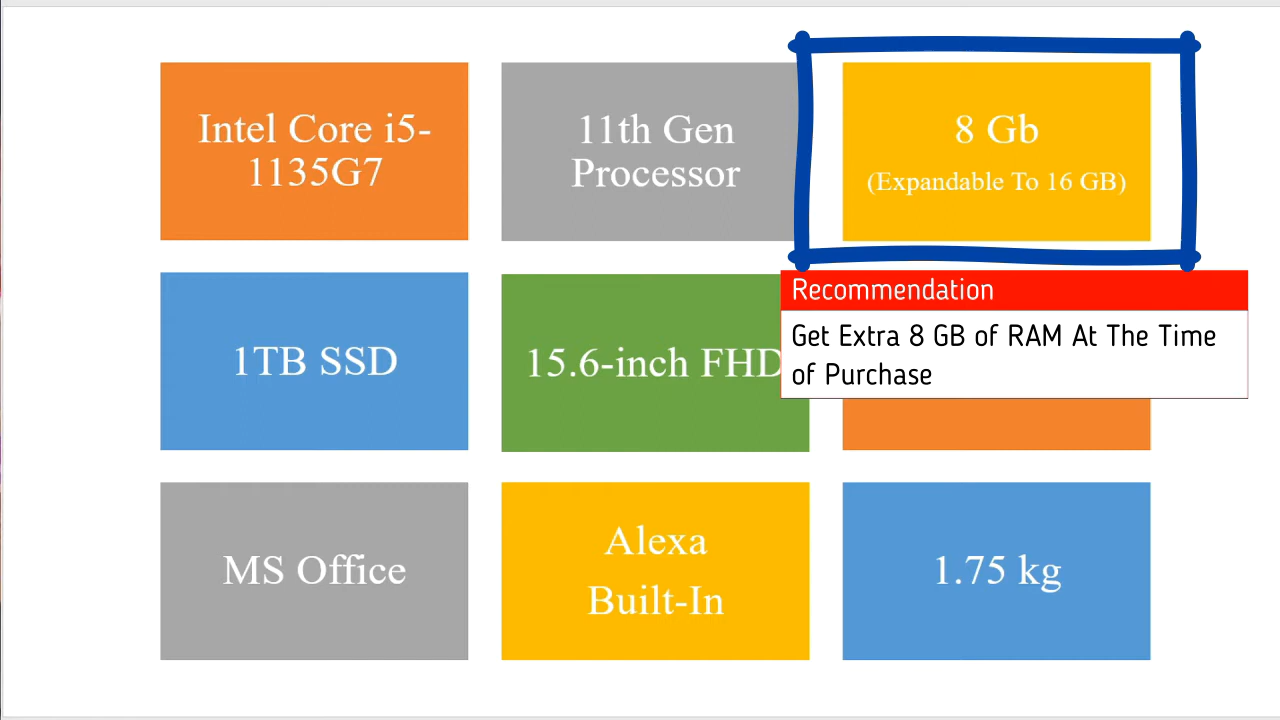 Intel Core i5-
1135G7
11th Gen
Processor
8 Gb
(Expandable To 16 GB)
1TB SSD
15.6-inch FHD
Recommendation
Get Extra 8 GB of RAM At The Time
of Purchase
MS Office
Alexa
Built-In
1.75 kg